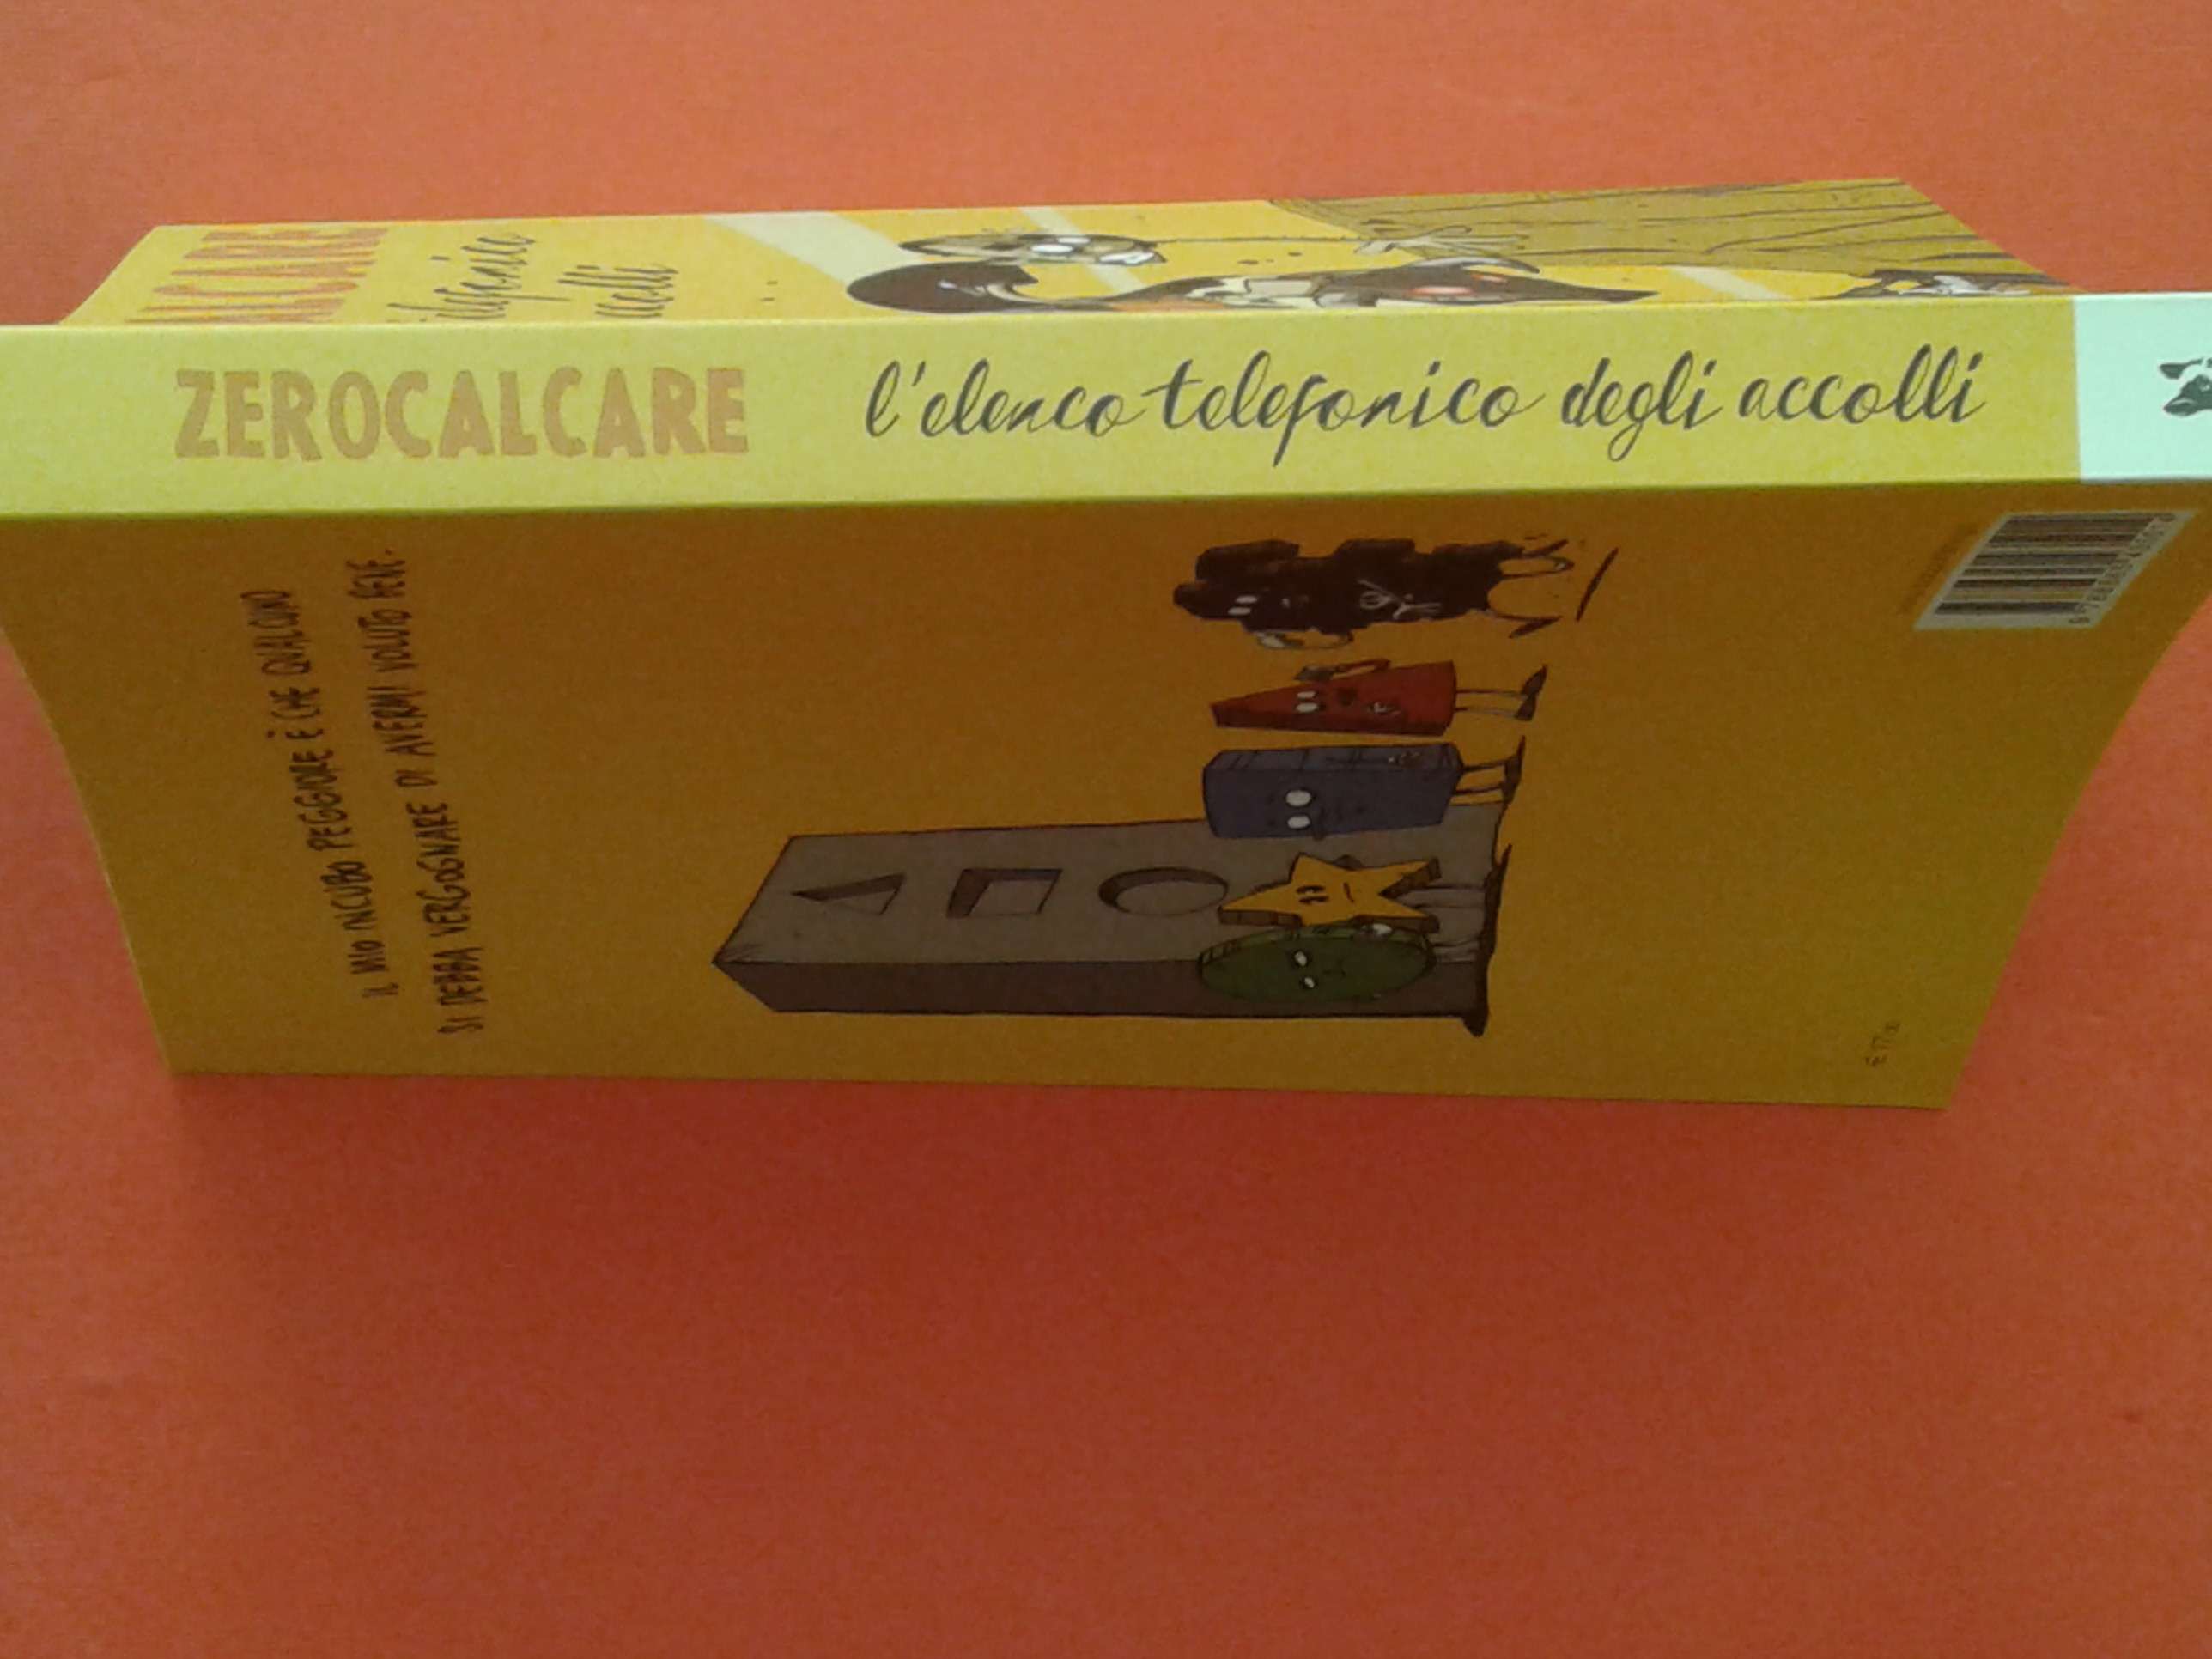 ZEROCALCARE
l'elenco telefonico degli accolli
IL MIO INCUBO PEGGIORE È CHE QUALCUNO
SI DEBBA VERGOGNARE DI AVERMI VOLUTO BENE.